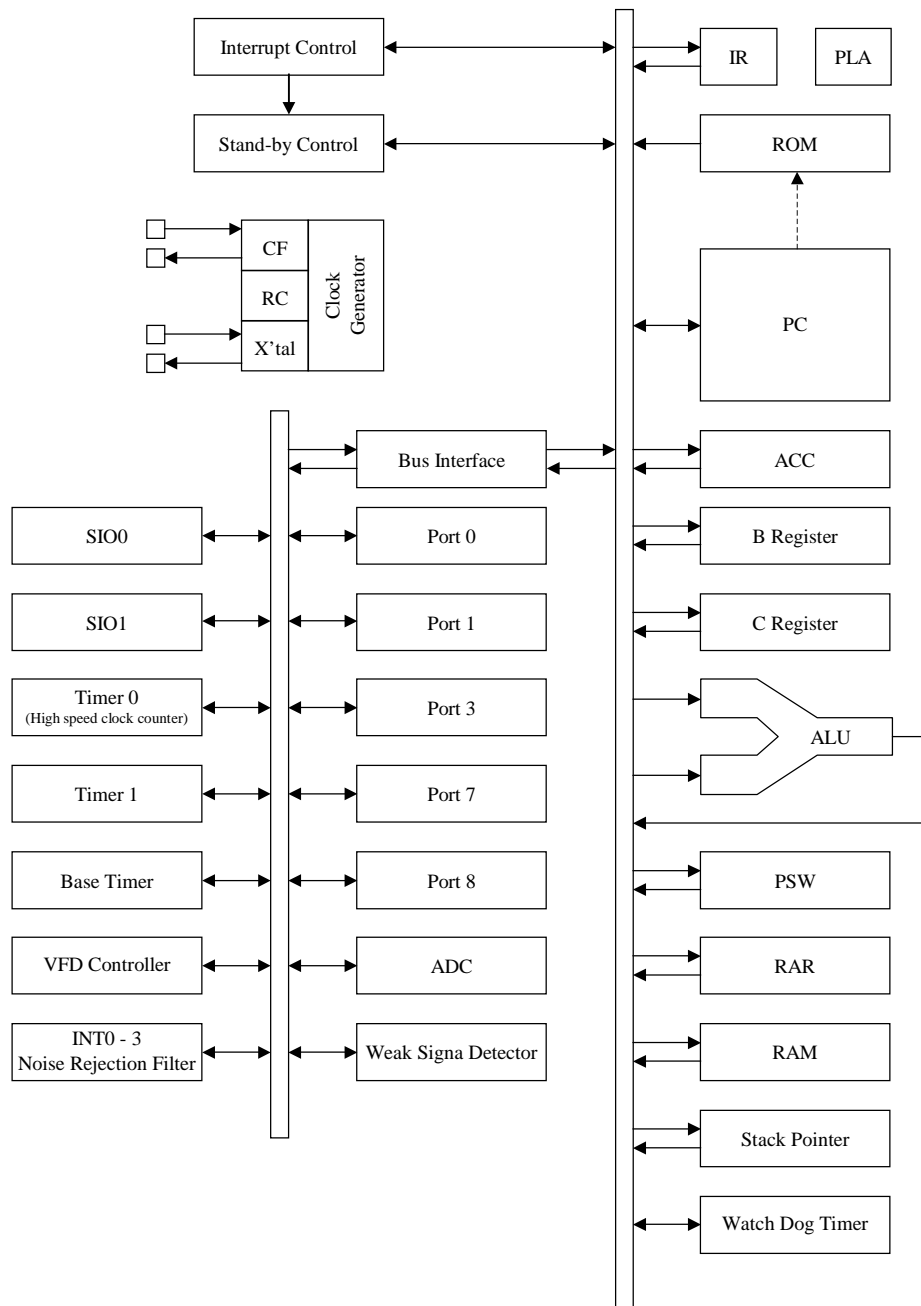 Interrupt Control
IR
PLA
Stand-by Control
ROM
CF
RC
X'tal
Clock
Generator
PC
Bus Interface
ACC
SIO0
Port 0
B Register
SIO1
Port 1
C Register
Timer 0
(High speed clock counter)
Port 3
ALU
Timer 1
Port 7
Base Timer
Port 8
PSW
VFD Controller
ADC
RAR
INT0 - 3
Noise Rejection Filter
Weak Signa Detector
RAM
Stack Pointer
Watch Dog Timer